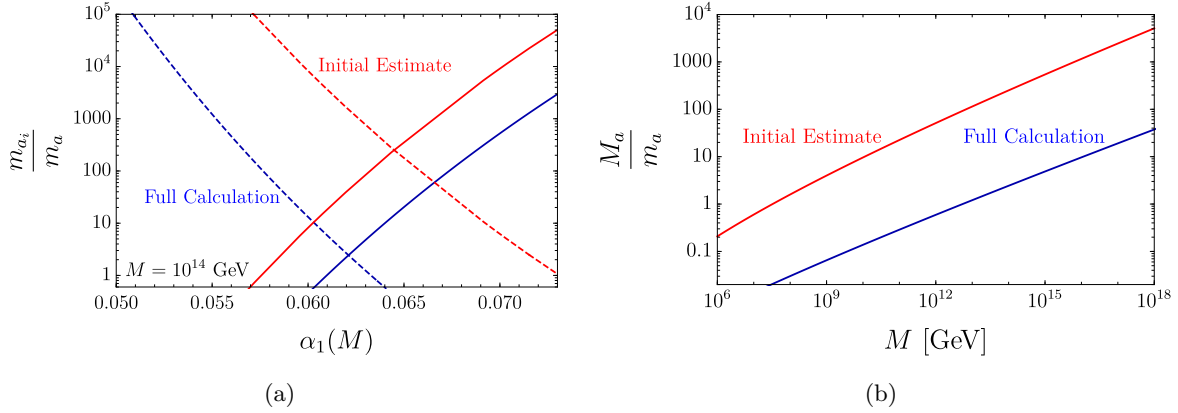 10^5
10^4
1000
100
10
1
m_{a_i}
m_a
Initial Estimate
Full Calculation
M = 10^{14} GeV
0.050
0.055
0.060
0.065
0.070
α_1(M)
(a)
10^4
1000
100
10
1
0.1
M_a
m_a
Initial Estimate
Full Calculation
10^6
10^9
10^{12}
10^{15}
10^{18}
M [GeV]
(b)